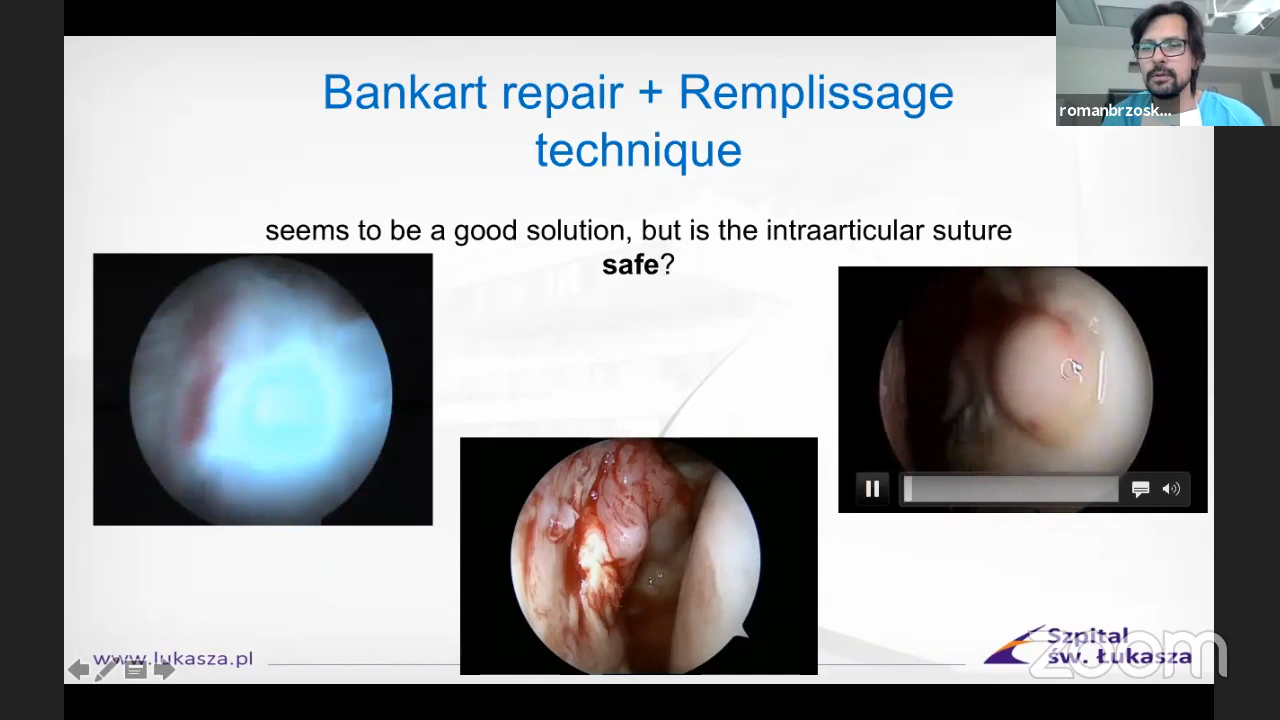 romanbrzosk...
Bankart repair + Remplissage
technique
seems to be a good solution, but is the intraarticular suture
safe?
www.lukasza.pl
Szpital
św. Łukasza
zoom